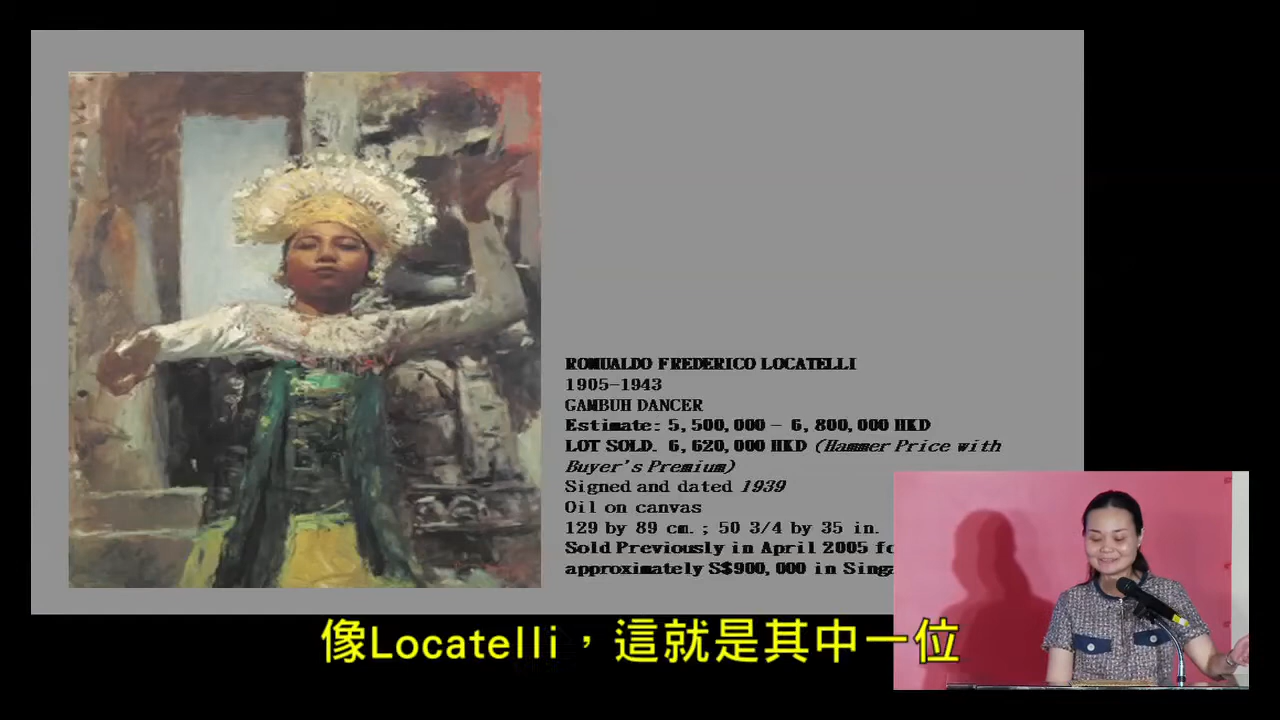 ROMUALDO FREDERICO LOCATELLI
1905-1943
GAMBUH DANCER
Estimate: 5,500,000 - 6,800,000 HKD
LOT SOLD. 6,620,000 HKD (Hammer Price with
Buyer's Premium)
Signed and dated 1939
Oil on canvas
129 by 89 cm.; 50 3/4 by 35 in.
Sold Previously in April 2005
approximately S$900,000 in
像Locatelli，這就是其中一位